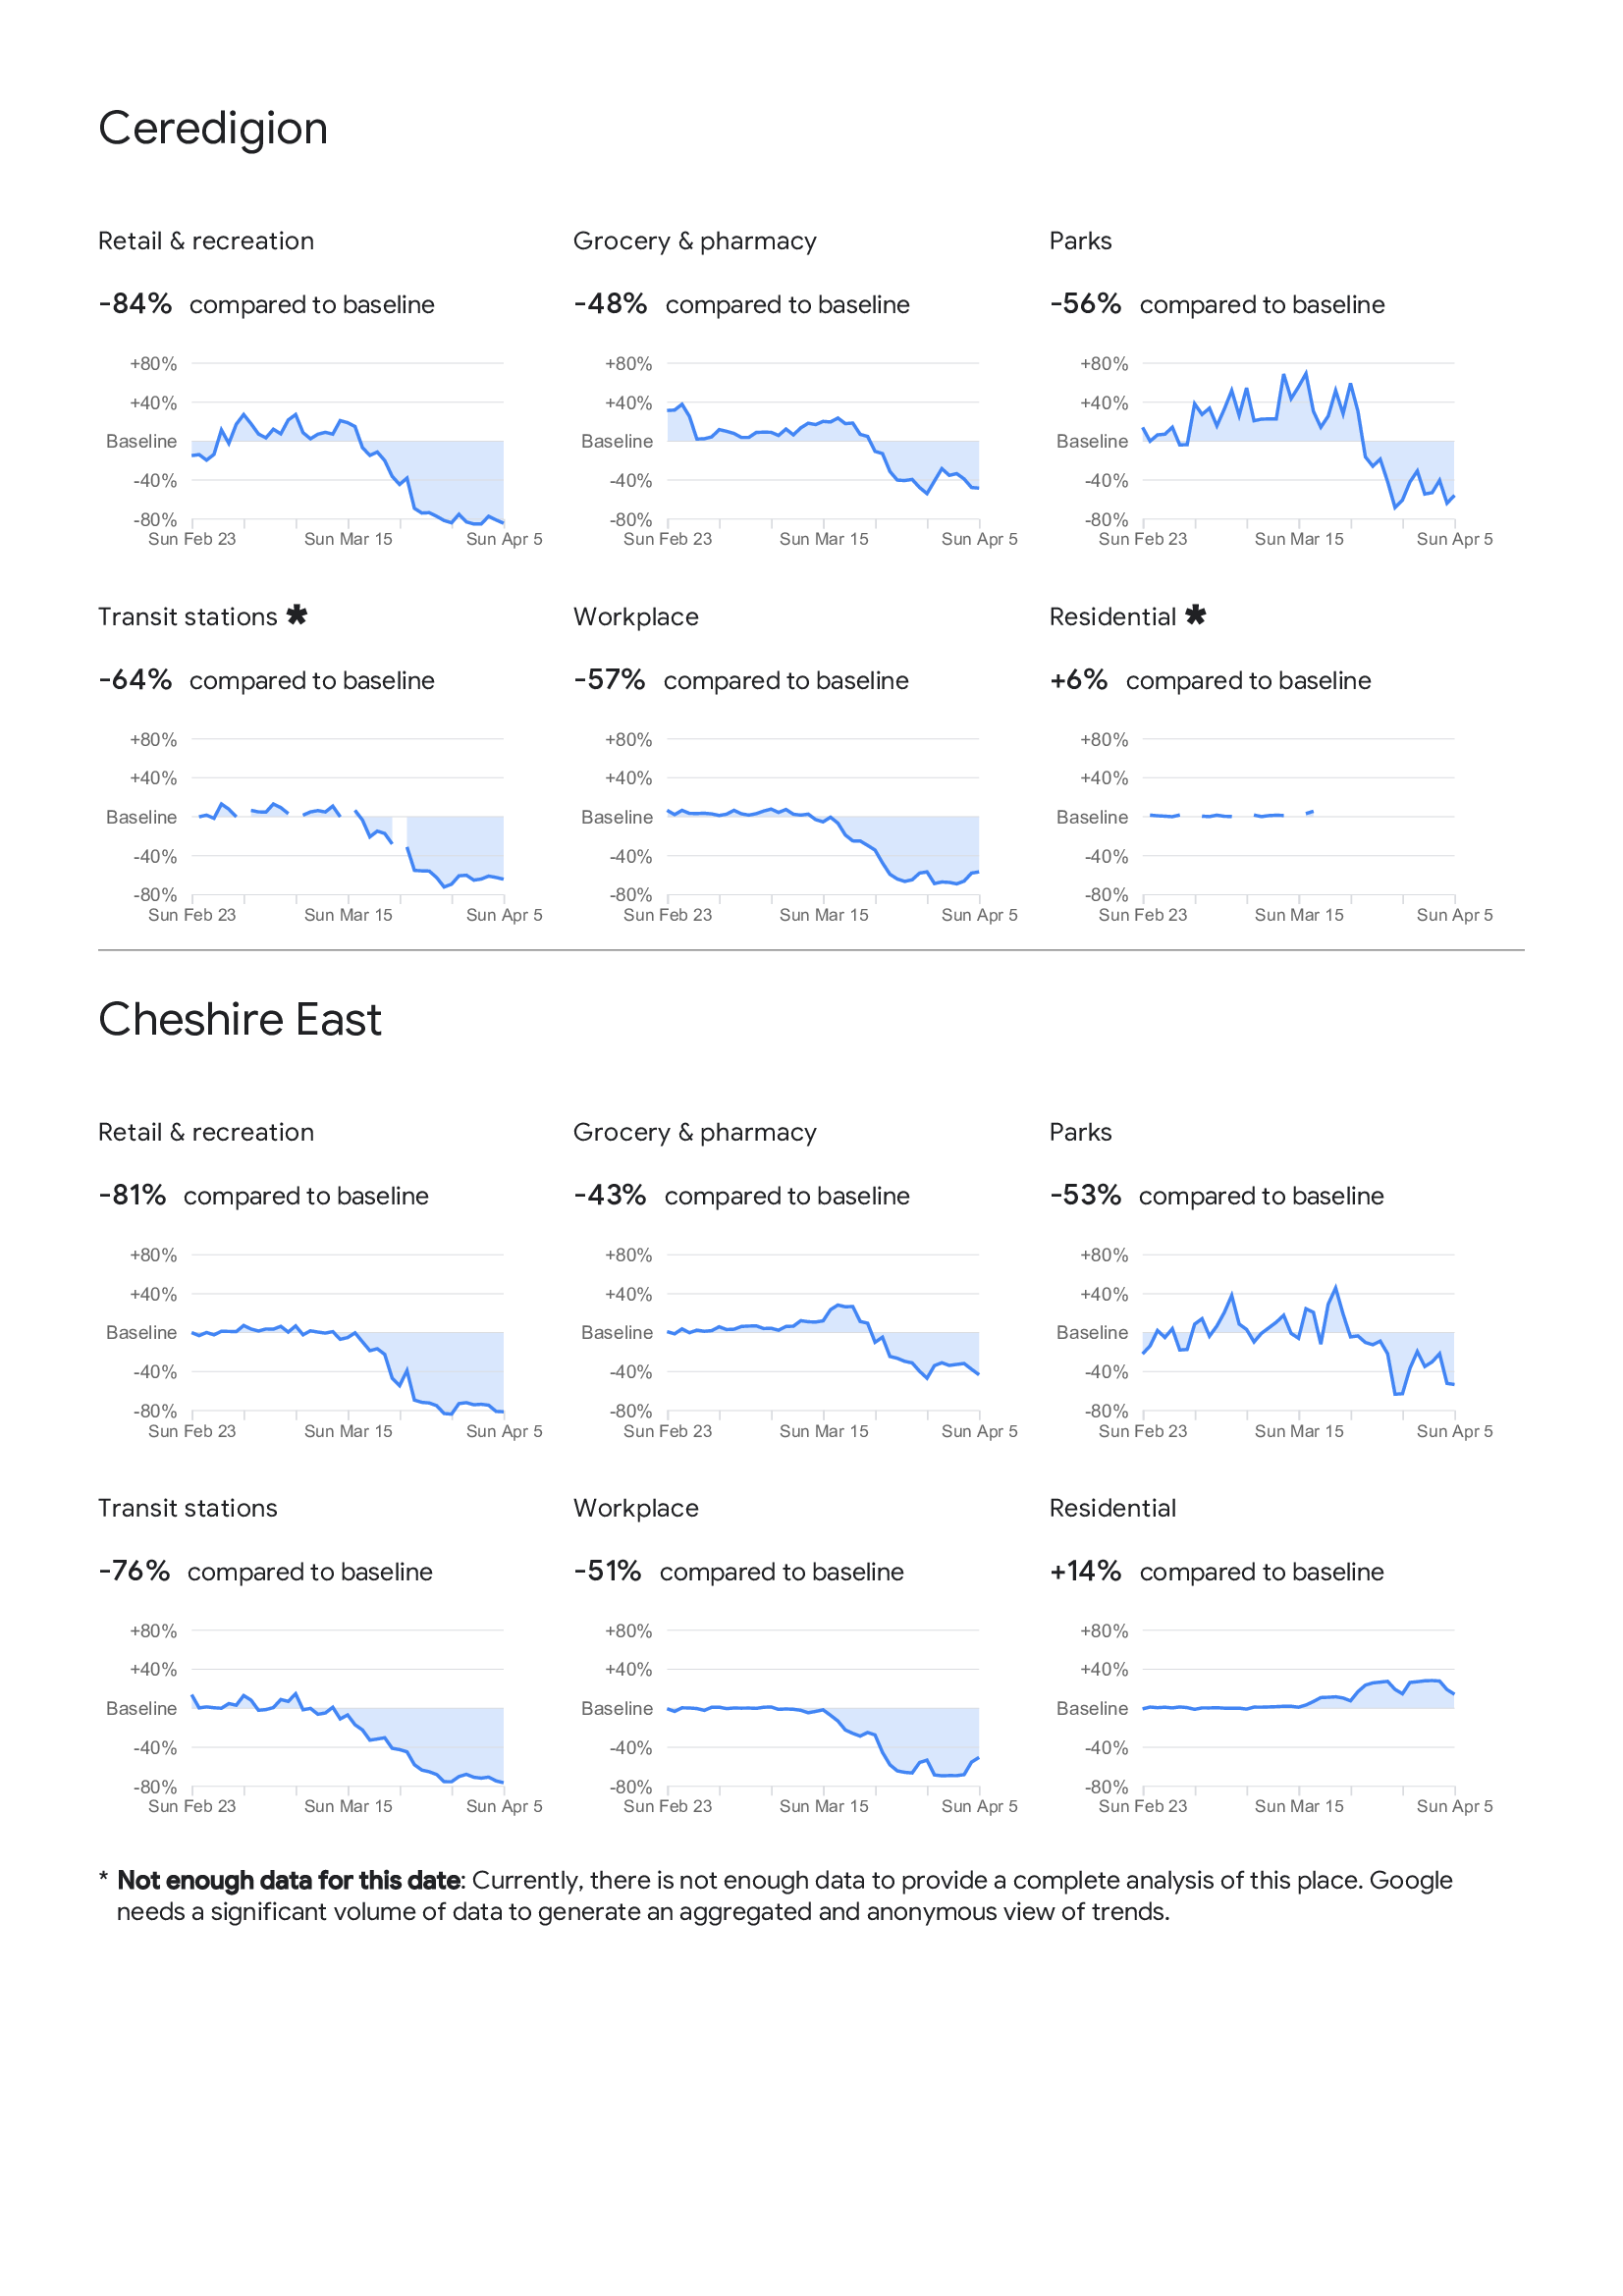 Ceredigion
Retail & recreation
-84% compared to baseline
+80%
+40%
Baseline
-40%
-80%
Sun Feb 23 Sun Mar 15 Sun Apr 5
Grocery & pharmacy
-48% compared to baseline
+80%
+40%
Baseline
-40%
-80%
Sun Feb 23 Sun Mar 15 Sun Apr 5
Parks
-56% compared to baseline
+80%
+40%
Baseline
-40%
-80%
Sun Feb 23 Sun Mar 15 Sun Apr 5
Transit stations *
-64% compared to baseline
+80%
+40%
Baseline
-40%
-80%
Sun Feb 23 Sun Mar 15 Sun Apr 5
Workplace
-57% compared to baseline
+80%
+40%
Baseline
-40%
-80%
Sun Feb 23 Sun Mar 15 Sun Apr 5
Residential *
+6% compared to baseline
+80%
+40%
Baseline
-40%
-80%
Sun Feb 23 Sun Mar 15 Sun Apr 5
Cheshire East
Retail & recreation
-81% compared to baseline
+80%
+40%
Baseline
-40%
-80%
Sun Feb 23 Sun Mar 15 Sun Apr 5
Grocery & pharmacy
-43% compared to baseline
+80%
+40%
Baseline
-40%
-80%
Sun Feb 23 Sun Mar 15 Sun Apr 5
Parks
-53% compared to baseline
+80%
+40%
Baseline
-40%
-80%
Sun Feb 23 Sun Mar 15 Sun Apr 5
Transit stations
-76% compared to baseline
+80%
+40%
Baseline
-40%
-80%
Sun Feb 23 Sun Mar 15 Sun Apr 5
Workplace
-51% compared to baseline
+80%
+40%
Baseline
-40%
-80%
Sun Feb 23 Sun Mar 15 Sun Apr 5
Residential
+14% compared to baseline
+80%
+40%
Baseline
-40%
-80%
Sun Feb 23 Sun Mar 15 Sun Apr 5
* Not enough data for this date: Currently, there is not enough data to provide a complete analysis of this place. Google
needs a significant volume of data to generate an aggregated and anonymous view of trends.